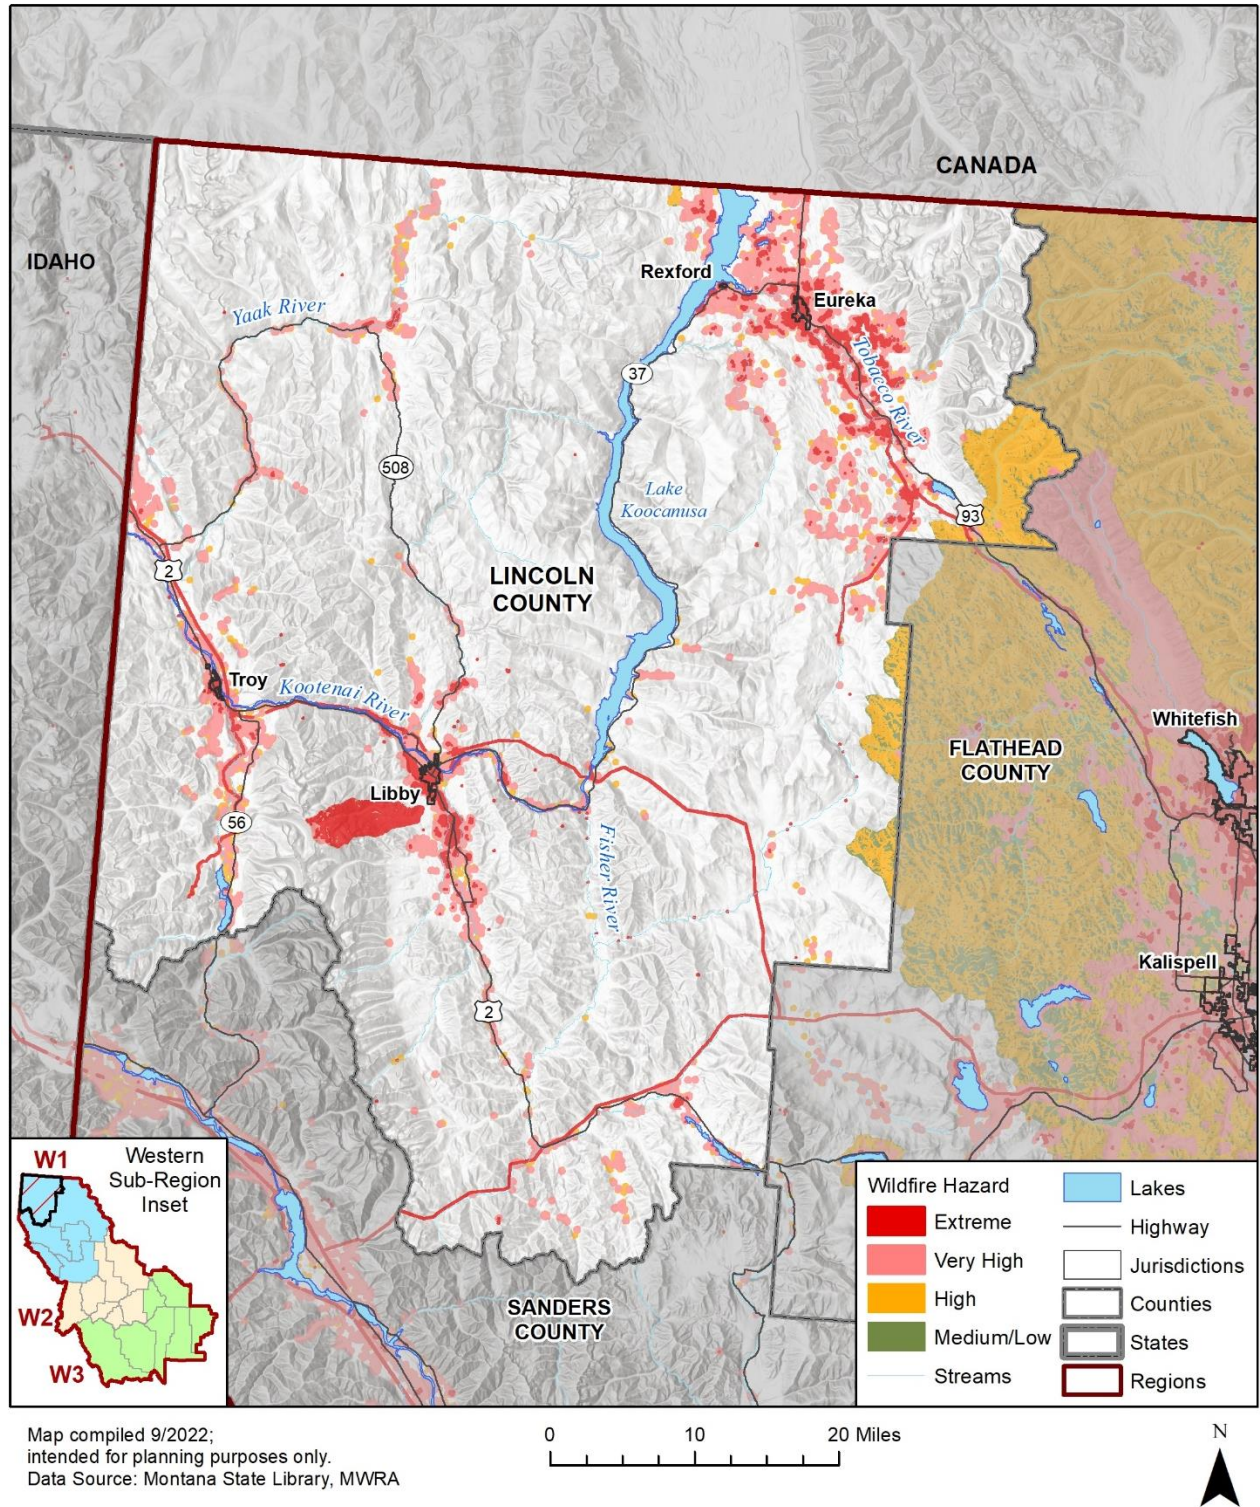 CANADA
IDAHO
Rexford
Eureka
Yaak River
Tobacco River
37
508
Lake
Koocanusa
93
2
LINCOLN
COUNTY
Troy
Kootenai River
Whitefish
FLATHEAD
COUNTY
Libby
56
Fisher River
Kalispell
2
W1
Western
Sub-Region
Inset
W2
W3
SANDERS
COUNTY
Wildfire Hazard
Extreme
Very High
High
Medium/Low
Streams
Lakes
Highway
Jurisdictions
Counties
States
Regions
Map compiled 9/2022;
intended for planning purposes only.
Data Source: Montana State Library, MWRA
0 10 20 Miles
N